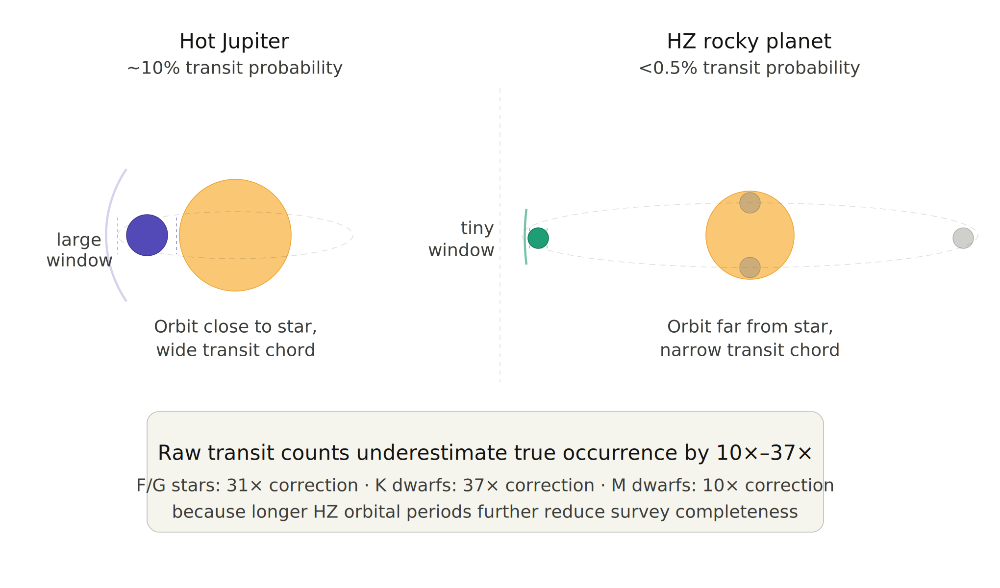 Hot Jupiter
~10% transit probability
HZ rocky planet
<0.5% transit probability
large
window
tiny
window
Orbit close to star,
wide transit chord
Orbit far from star,
narrow transit chord
Raw transit counts underestimate true occurrence by 10×–37×
F/G stars: 31× correction · K dwarfs: 37× correction · M dwarfs: 10× correction
because longer HZ orbital periods further reduce survey completeness